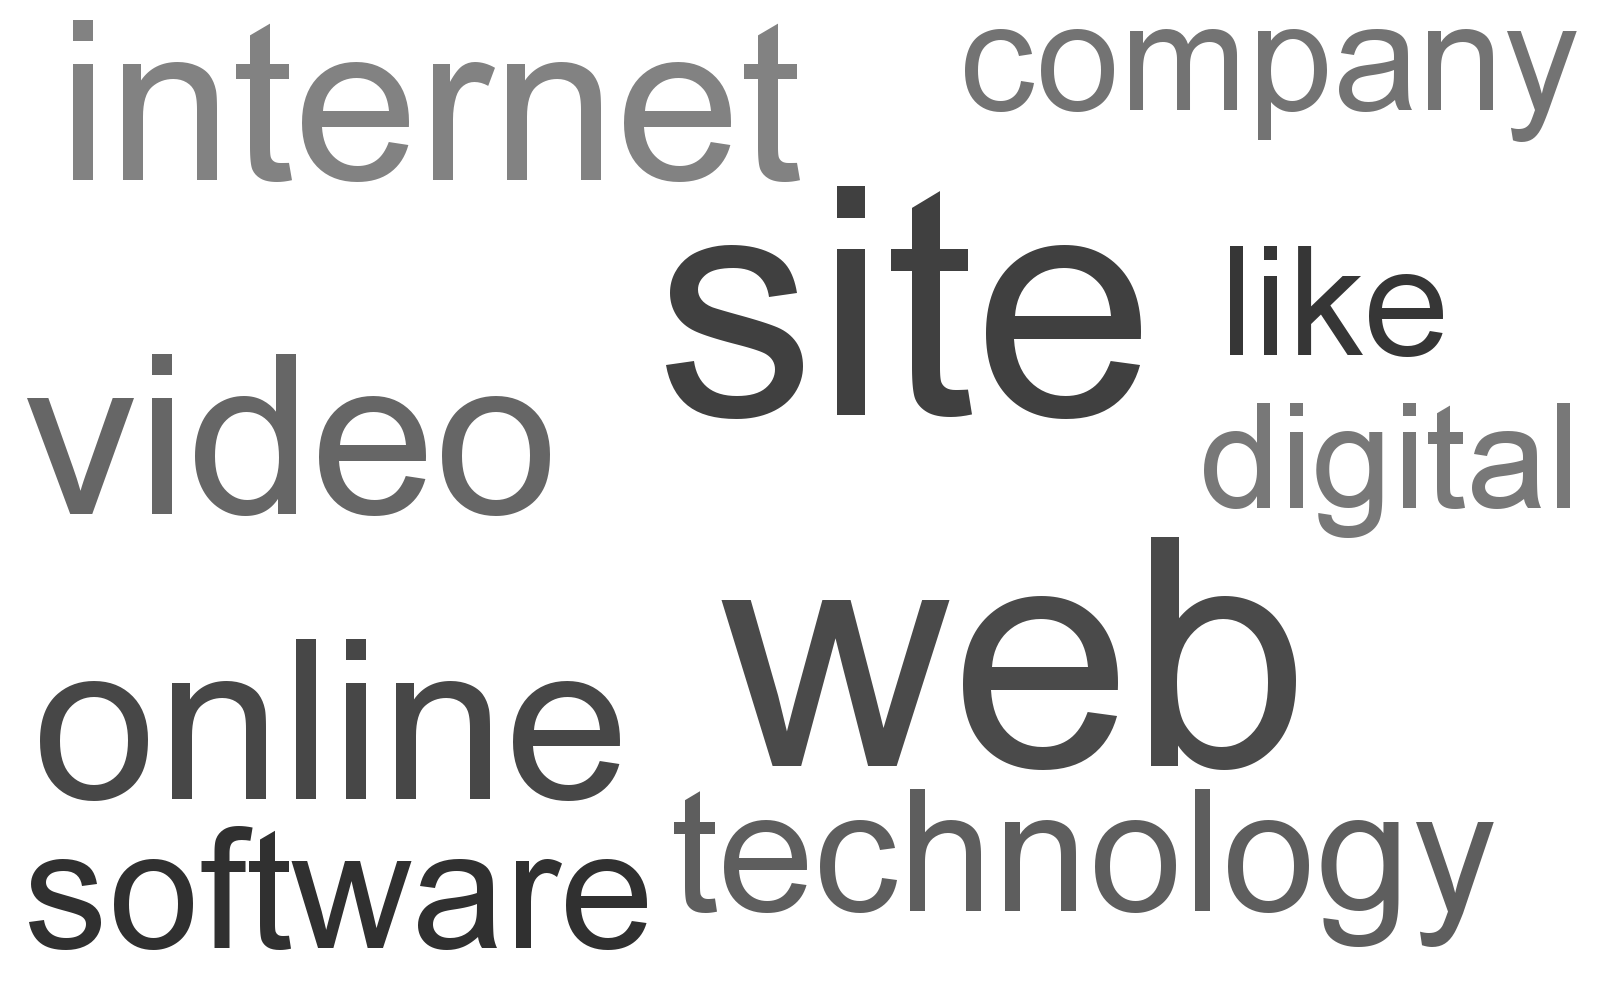 internet company
site like
video digital
web
online
software technology